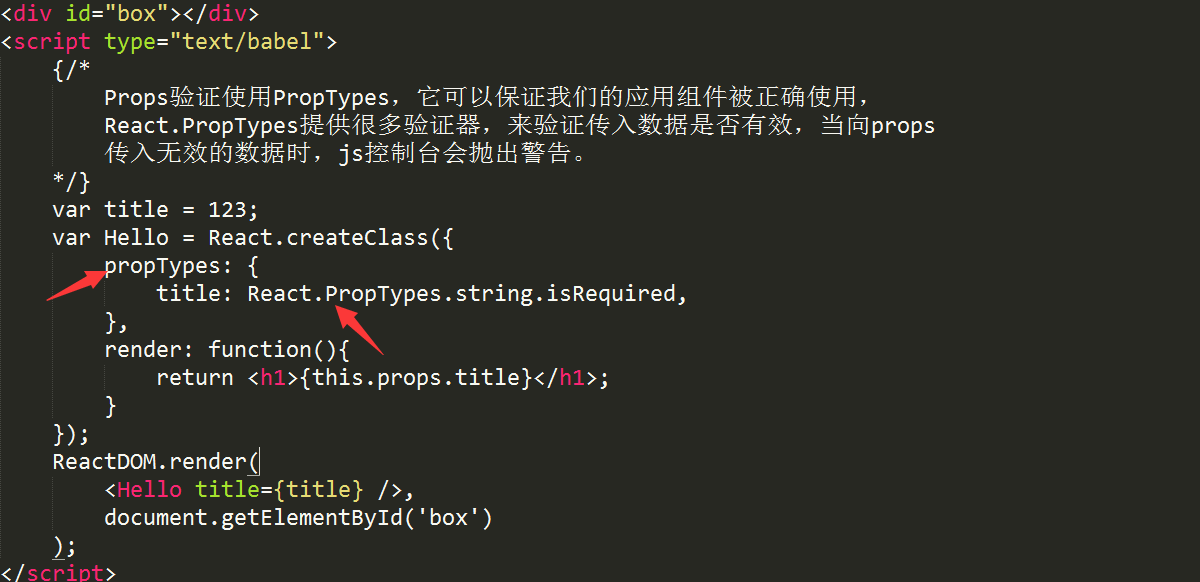 <div id="box"></div>
<script type="text/babel">
    {/*
        Props验证使用PropTypes，它可以保证我们的应用组件被正确使用，
        React.PropTypes提供很多验证器，来验证传入数据是否有效，当向props
        传入无效的数据时，js控制台会抛出警告。
    */}
    var title = 123;
    var Hello = React.createClass({
        propTypes: {
            title: React.PropTypes.string.isRequired,
        },
        render: function(){
            return <h1>{this.props.title}</h1>;
        }
    });
    ReactDOM.render(
        <Hello title={title} />,
        document.getElementById('box')
    );
</script>